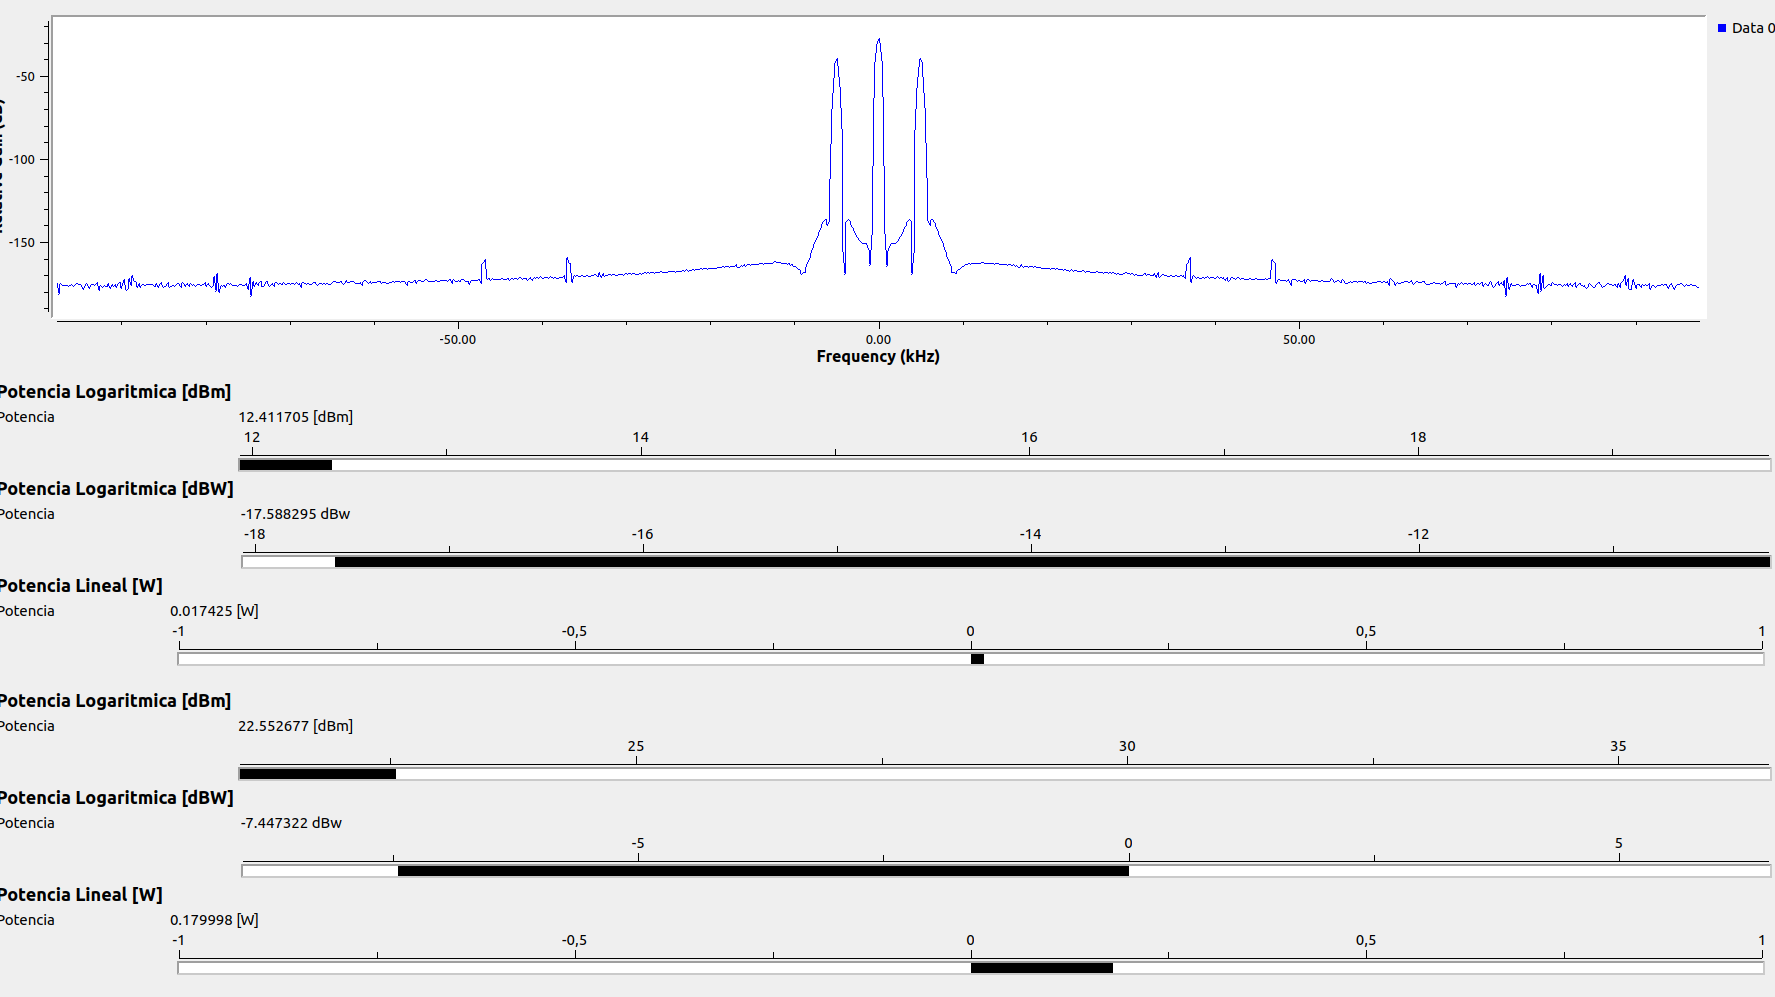 Data 0
-50
-100
-150
-50.00 0.00 50.00
Frequency (kHz)
Potencia Logaritmica [dBm]
Potencia 12.411705 [dBm]
12 14 16 18
Potencia Logaritmica [dBW]
Potencia -17.588295 dBw
-18 -16 -14 -12
Potencia Lineal [W]
Potencia 0.017425 [W]
-1 -0,5 0 0,5 1
Potencia Logaritmica [dBm]
Potencia 22.552677 [dBm]
25 30 35
Potencia Logaritmica [dBW]
Potencia -7.447322 dBw
-5 0 5
Potencia Lineal [W]
Potencia 0.179998 [W]
-1 -0,5 0 0,5 1